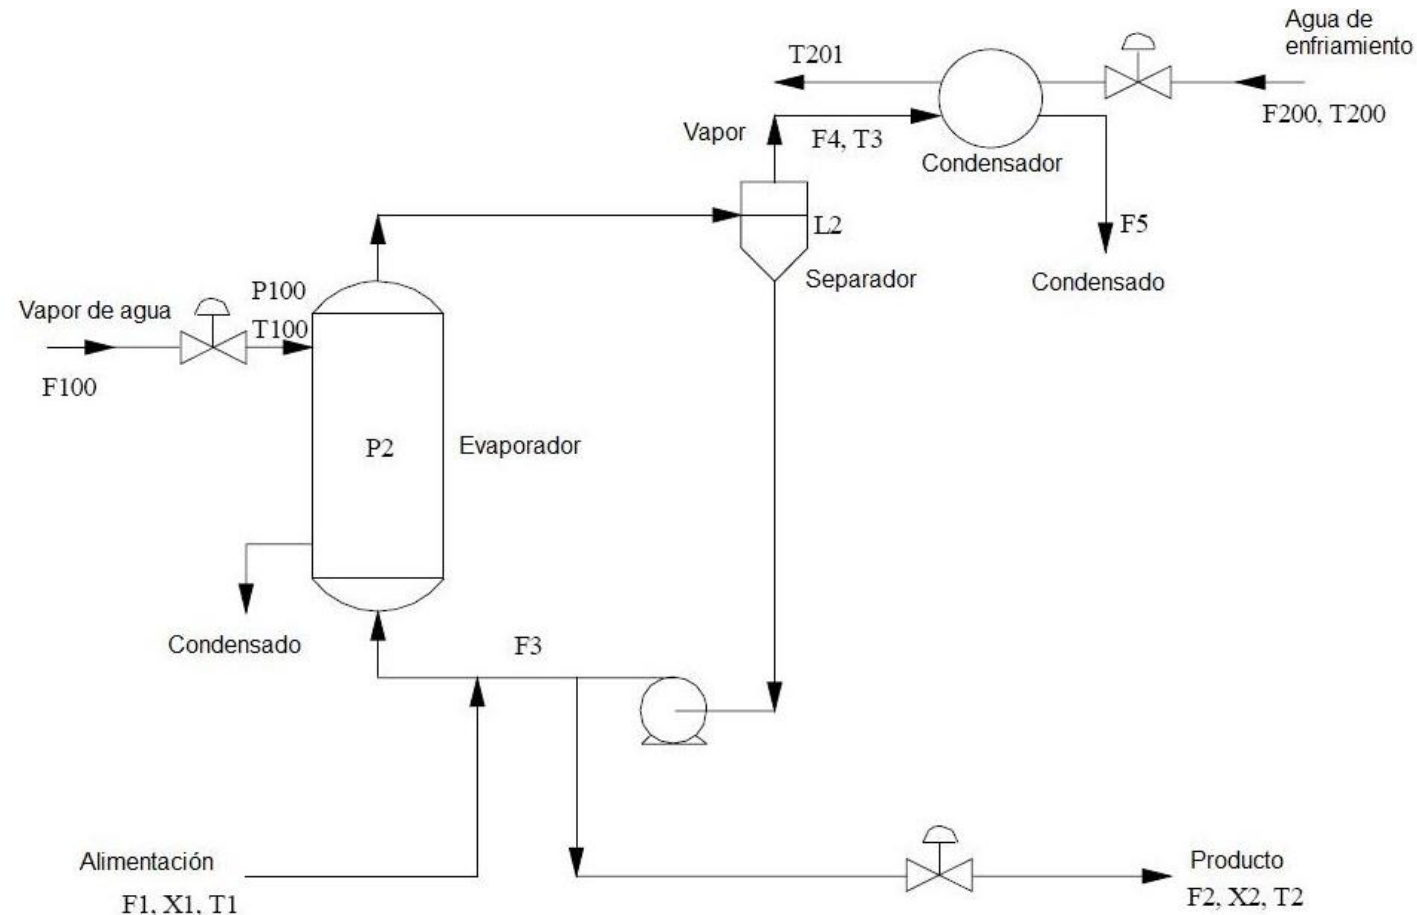 Agua de
enfriamiento
T201
F200, T200
Vapor
F4, T3
Condensador
L2
F5
Separador
Condensado
P100
Vapor de agua
T100
F100
P2
Evaporador
Condensado
F3
Alimentación
F1, X1, T1
Producto
F2, X2, T2